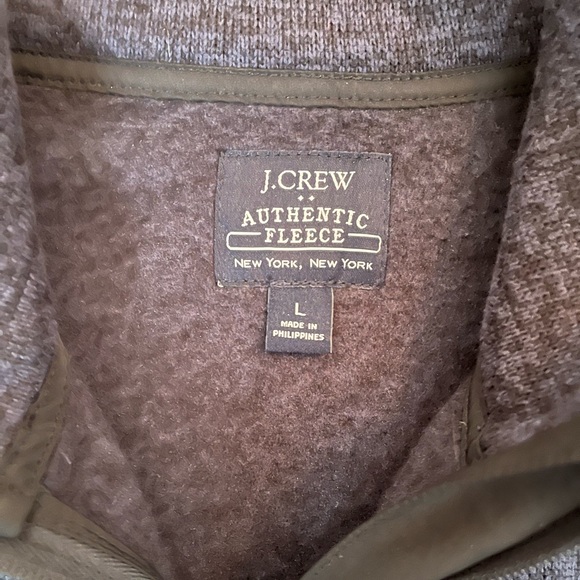 J.CREW
AUTHENTIC
FLEECE
NEW YORK, NEW YORK
L
MADE IN
PHILIPPINES